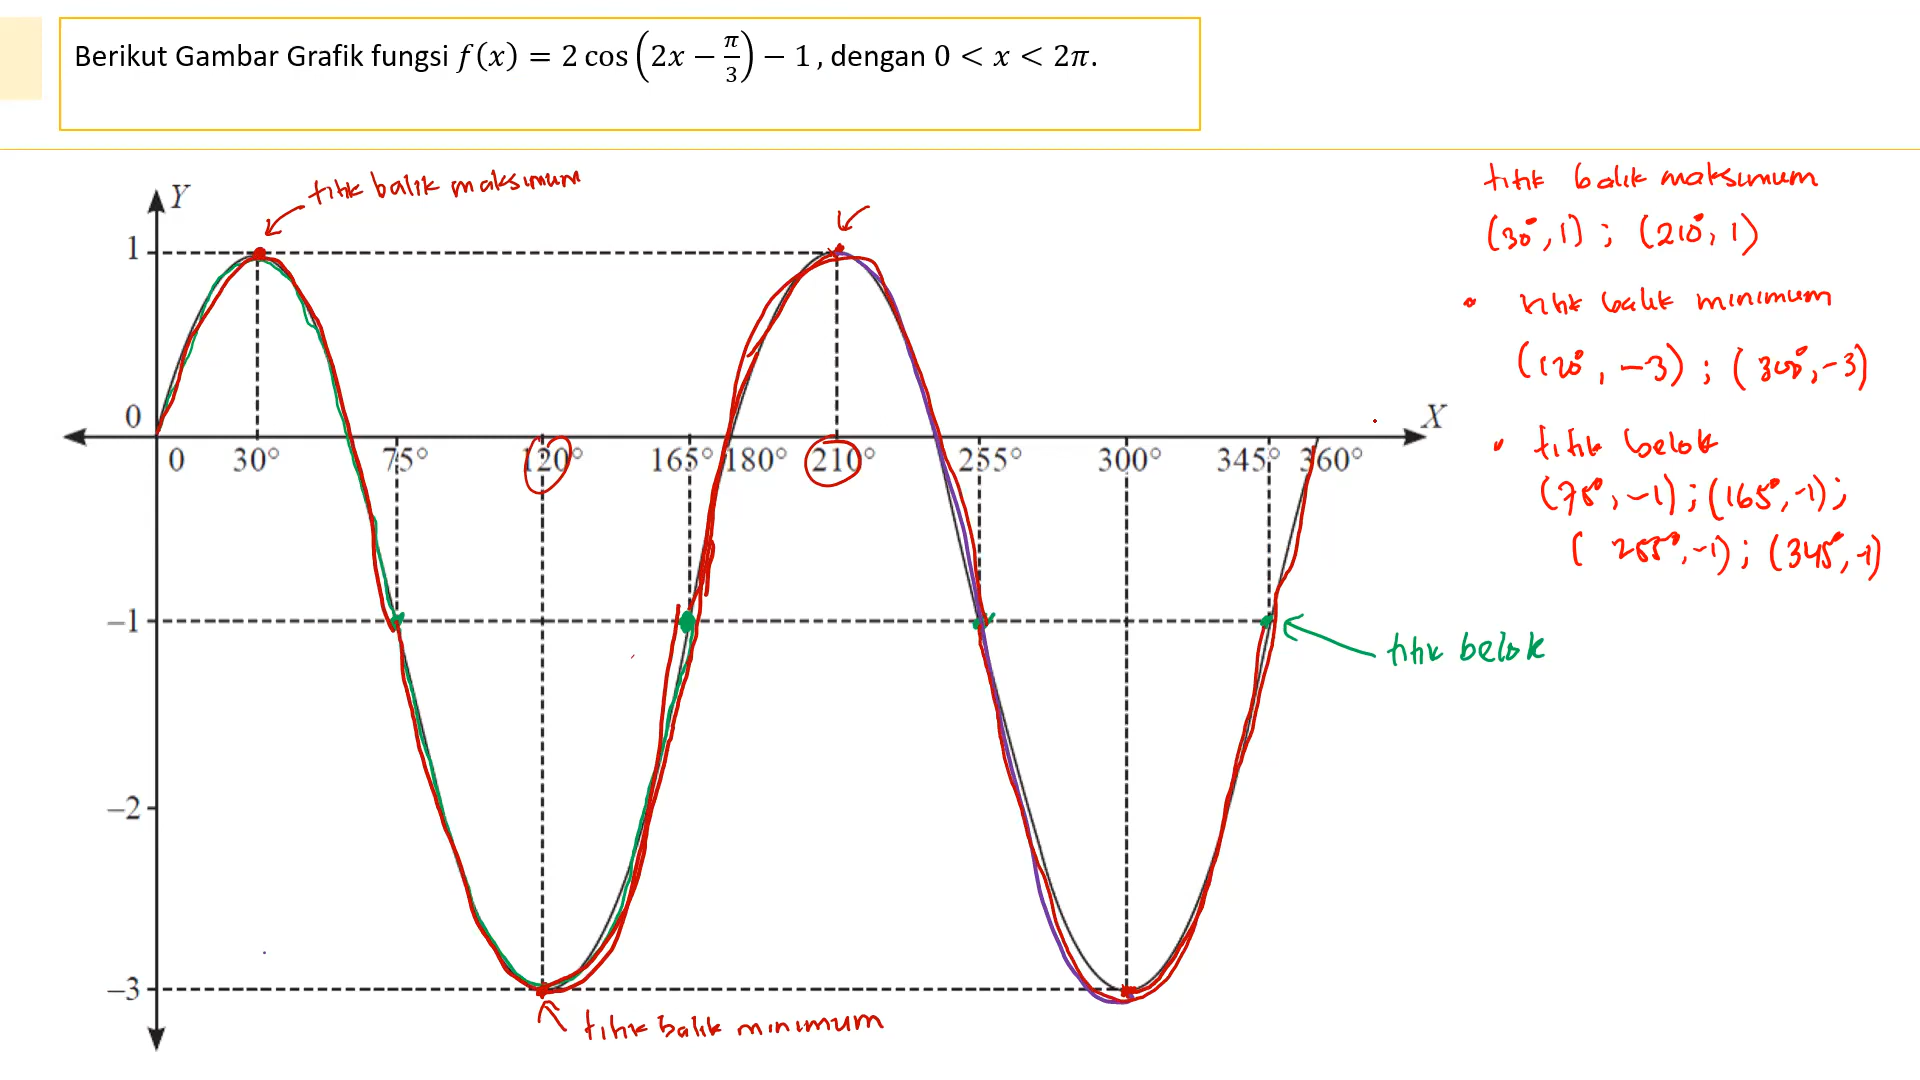 Berikut Gambar Grafik fungsi f(x) = 2 cos (2x − π/3) − 1, dengan 0 < x < 2π.
titik balik maksimum
Y
1
0
X
0 30° 75° 120° 165° 180° 210° 255° 300° 345° 360°
−1
−2
−3
titik balik minimum
titik belok
titik balik maksimum
(30°, 1) ; (210°, 1)
• titik balik minimum
(120°, −3) ; (300°, −3)
• titik belok
(75°, −1) ; (165°, −1) ;
(255°, −1) ; (345°, −1)